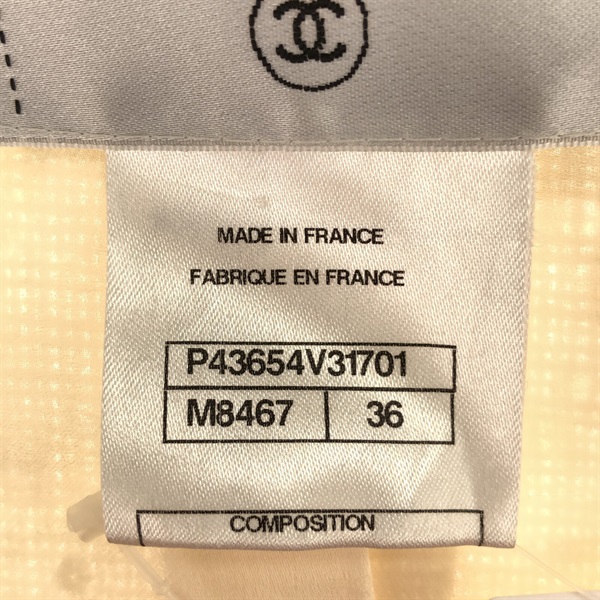 MADE IN FRANCE
FABRIQUE EN FRANCE
P43654V31701
M8467 36
COMPOSITION